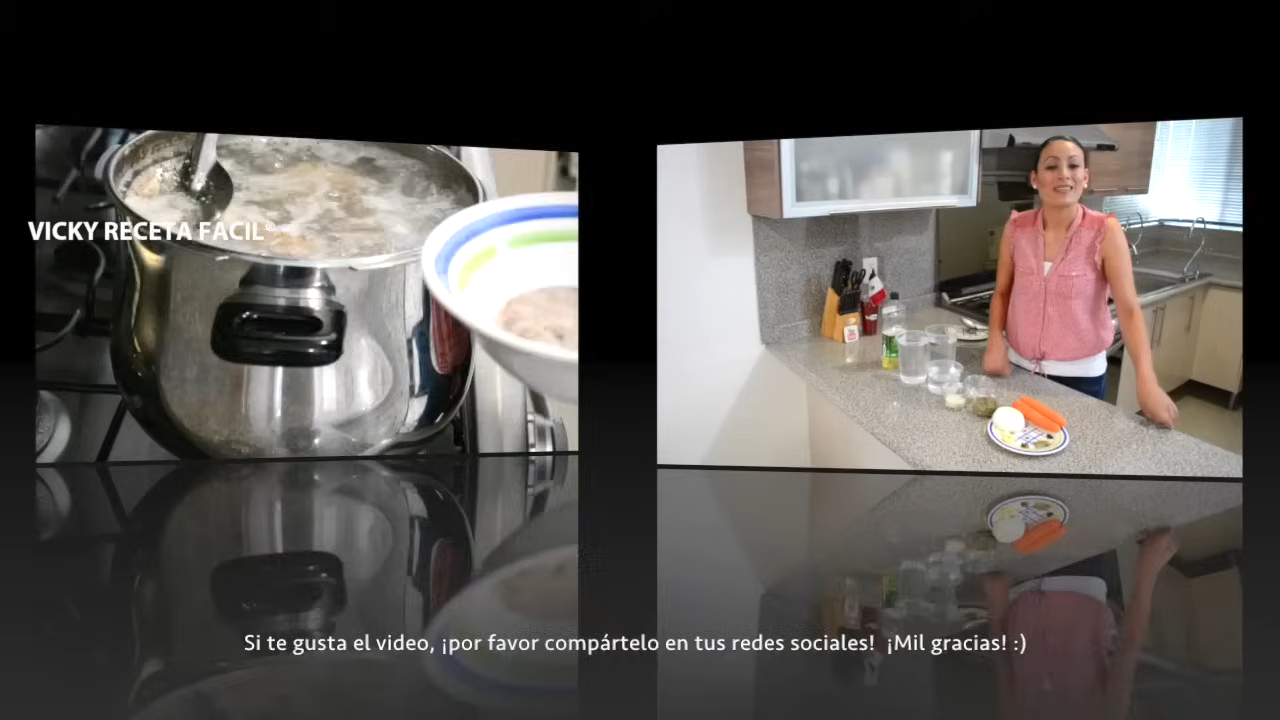 VICKY RECETA FACIL®
Si te gusta el video, ¡por favor compártelo en tus redes sociales! ¡Mil gracias! :)